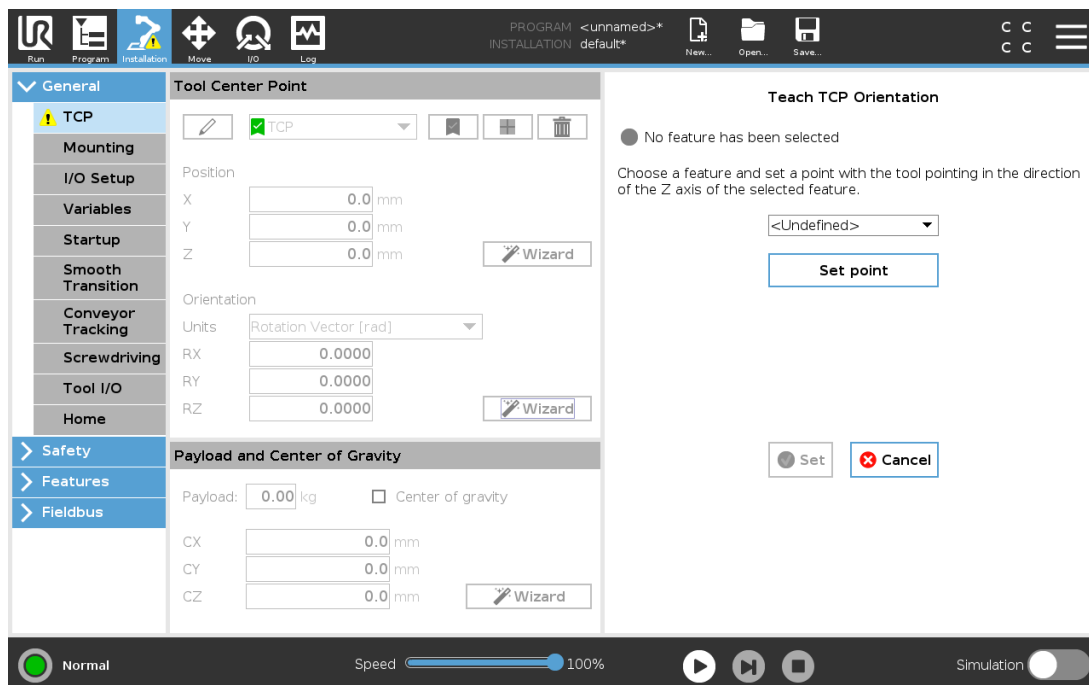 PROGRAM <unnamed>*
INSTALLATION default*
C C
C C
Run
Program
Installation
Move
I/O
Log
New...
Open...
Save...
General
TCP
Mounting
I/O Setup
Variables
Startup
Smooth
Transition
Conveyor
Tracking
Screwdriving
Tool I/O
Home
Safety
Features
Fieldbus
Tool Center Point
TCP
Position
X 0.0 mm
Y 0.0 mm
Z 0.0 mm Wizard
Orientation
Units Rotation Vector [rad]
RX 0.0000
RY 0.0000
RZ 0.0000 Wizard
Payload and Center of Gravity
Payload: 0.00 kg Center of gravity
CX 0.0 mm
CY 0.0 mm
CZ 0.0 mm Wizard
Teach TCP Orientation
No feature has been selected
Choose a feature and set a point with the tool pointing in the direction
of the Z axis of the selected feature.
<Undefined>
Set point
Set Cancel
Normal Speed 100% Simulation